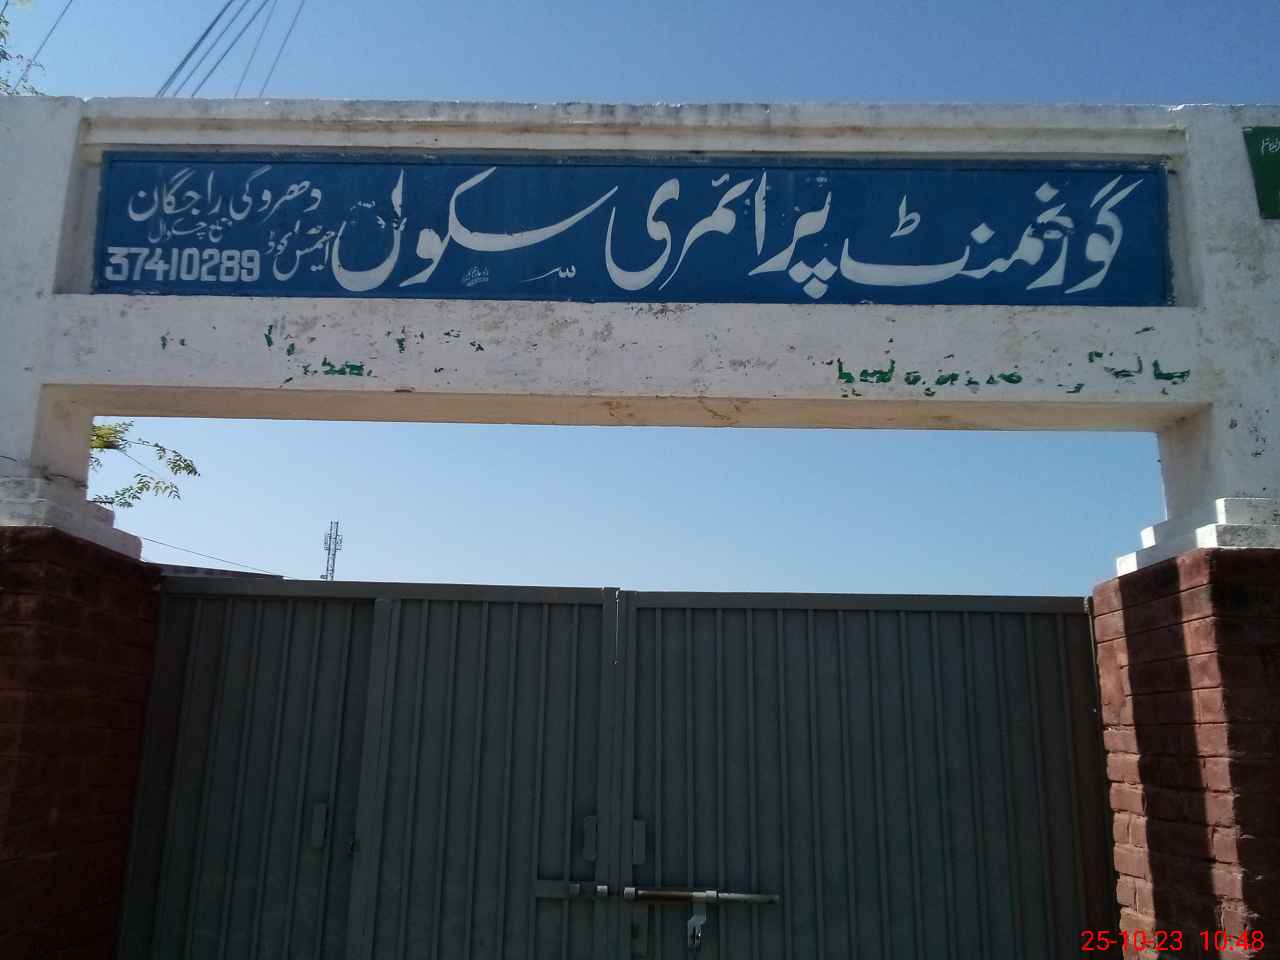 گورنمنٹ پرائمری سکول دھروگی راجگان
ضلع چکوال
ایمس کوڈ 37410289
25-10-23 10:48